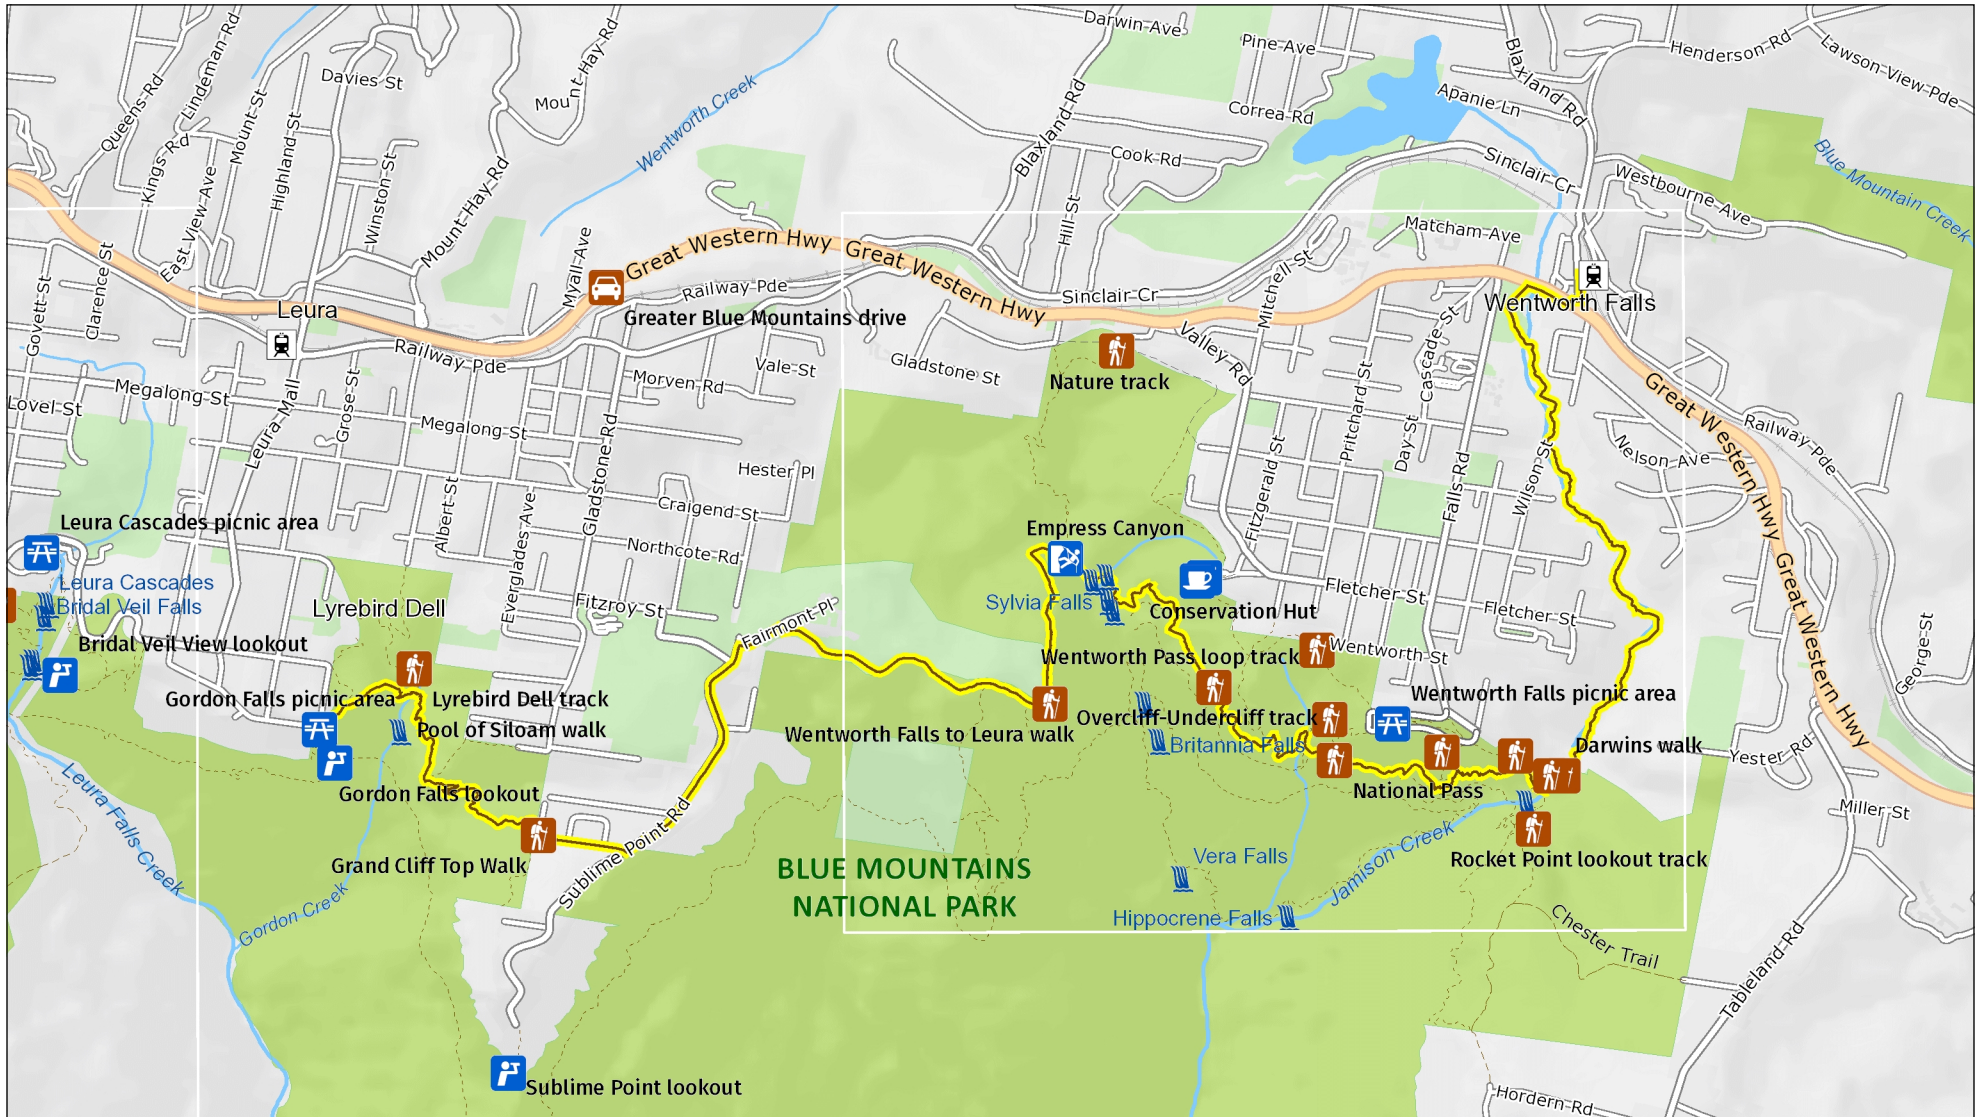 Darwin Ave
Pine Ave
Henderson Rd
Lawson View Pde
Blaxland Rd
Queens Rd
Lindeman Rd
Davies St
Mount Hay Rd
Mount Hay Rd
Kings Rd
Mount St
Highland St
Wentworth Creek
Blaxland Rd
Correa Rd
Apanie Ln
Cook Rd
Sinclair Cr
Westbourne Ave
Blue Mountain Creek
East View Ave
Winston St
Mount Hay Rd
Myall Ave
Hill St
Matcham Ave
Great Western Hwy
Great Western Hwy
Mitchell St
Govett St
Clarence St
Leura
Railway Pde
Sinclair Cr
Wentworth Falls
Greater Blue Mountains drive
Railway Pde
Valley Rd
Cascade St
Nature track
Gladstone St
Vale St
Morven Rd
Megalong St
Lovel St
Grose St
Leura Mall
Megalong St
Gladstone Rd
Pritchard St
Day St
Great Western Hwy
Railway Pde
Nelson Ave
Hester Pl
Fitzgerald St
Falls Rd
Wilson St
Craigend St
Albert St
Everglades Ave
Northcote Rd
Leura Cascades picnic area
Empress Canyon
Great Western Hwy
Leura Cascades
Bridal Veil Falls
Lyrebird Dell
Fitzroy St
Fairmont Pl
Sylvia Falls
Conservation Hut
Fletcher St
Fletcher St
Bridal Veil View lookout
Wentworth Pass loop track
Wentworth St
George St
Gordon Falls picnic area
Lyrebird Dell track
Wentworth Falls picnic area
Pool of Siloam walk
Wentworth Falls to Leura walk
Overcliff-Undercliff track
Britannia Falls
Darwins walk
Yester Rd
Leura Falls Creek
Gordon Falls lookout
National Pass
Miller St
Sublime Point Rd
Grand Cliff Top Walk
BLUE MOUNTAINS
NATIONAL PARK
Vera Falls
Jamison Creek
Rocket Point lookout track
Gordon Creek
Hippocrene Falls
Chester Trail
Tableland Rd
Sublime Point lookout
Hordern Rd